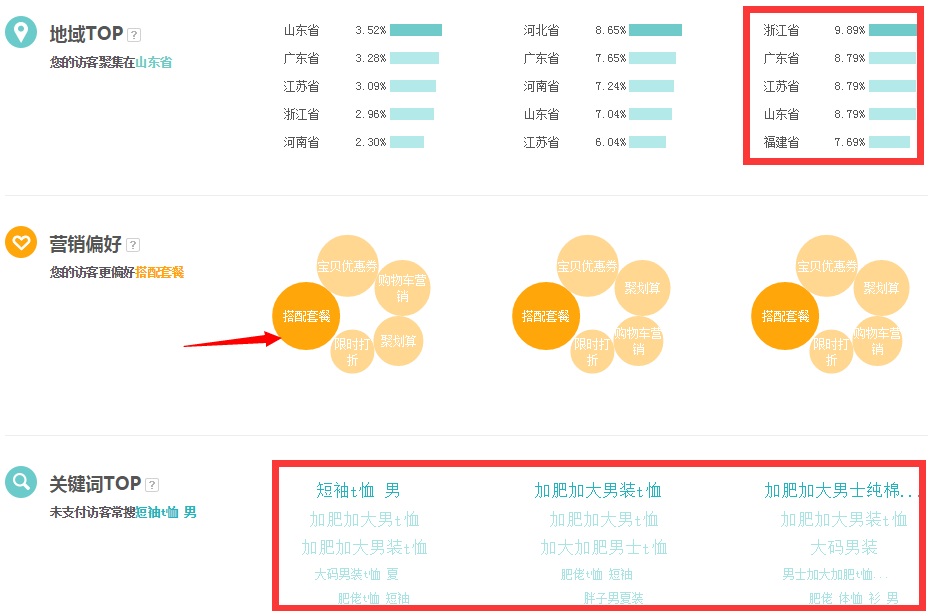 地域TOP ?
您的访客聚集在山东省
山东省 3.52% 河北省 8.65% 浙江省 9.89%
广东省 3.28% 广东省 7.65% 广东省 8.79%
江苏省 3.09% 河南省 7.24% 江苏省 8.79%
浙江省 2.96% 山东省 7.04% 山东省 8.79%
河南省 2.30% 江苏省 6.04% 福建省 7.69%
营销偏好 ?
您的访客更偏好搭配套餐
宝贝优惠券
购物车营
销
搭配套餐
聚划算
限时打
折
宝贝优惠券
聚划算
搭配套餐
购物车营
销
限时打
折
宝贝优惠券
聚划算
搭配套餐
购物车营
销
限时打
折
关键词TOP ?
未支付访客常搜短袖t恤 男
短袖t恤 男 加肥加大男装t恤 加肥加大男士纯棉...
加肥加大男t恤 加肥加大男t恤 加肥加大男装t恤
加肥加大男装t恤 加大加肥男士t恤 大码男装
大码男装t恤 夏 肥佬t恤 短袖 男士加大加肥t恤...
肥佬t恤 短袖 胖子男夏装 肥佬 体恤 衫 男